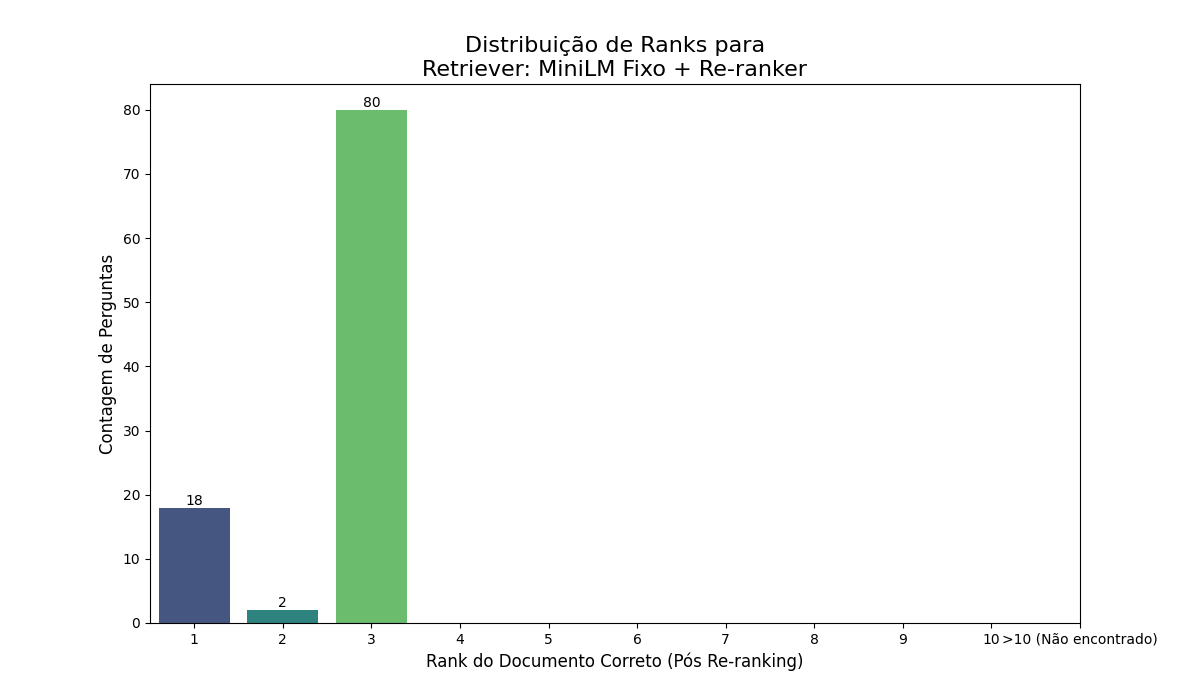 Distribuição de Ranks para
Retriever: MiniLM Fixo + Re-ranker
80
70
60
50
40
30
20
10
0
Contagem de Perguntas
18
2
80
1 2 3 4 5 6 7 8 9 10 >10 (Não encontrado)
Rank do Documento Correto (Pós Re-ranking)